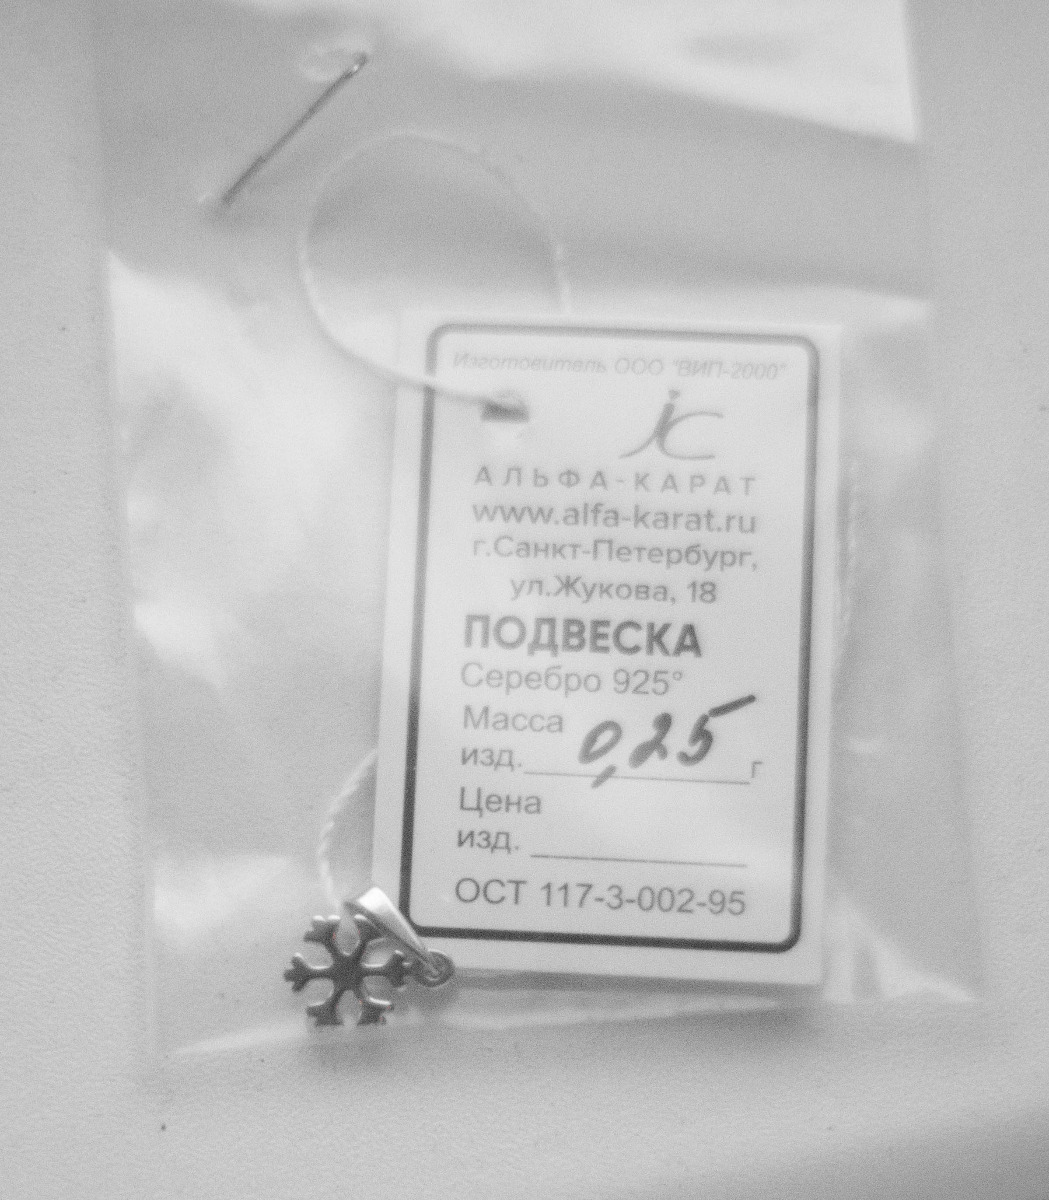 Изготовитель ООО "ВИП-2000"
АЛЬФА-КАРАТ
www.alfa-karat.ru
г.Санкт-Петербург,
ул.Жукова, 18
ПОДВЕСКА
Серебро 925°
Масса
изд. 0,25 г
Цена
изд.
ОСТ 117-3-002-95